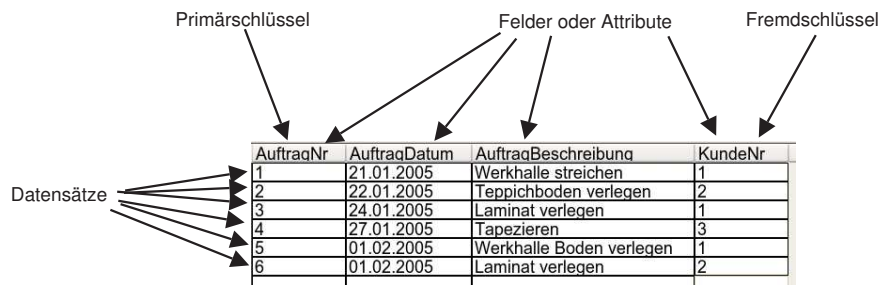 Primärschlüssel Felder oder Attribute Fremdschlüssel
AuftragNr AuftragDatum AuftragBeschreibung KundeNr
1 21.01.2005 Werkhalle streichen 1
2 22.01.2005 Teppichboden verlegen 2
Datensätze
3 24.01.2005 Laminat verlegen 1
4 27.01.2005 Tapezieren 3
5 01.02.2005 Werkhalle Boden verlegen 1
6 01.02.2005 Laminat verlegen 2